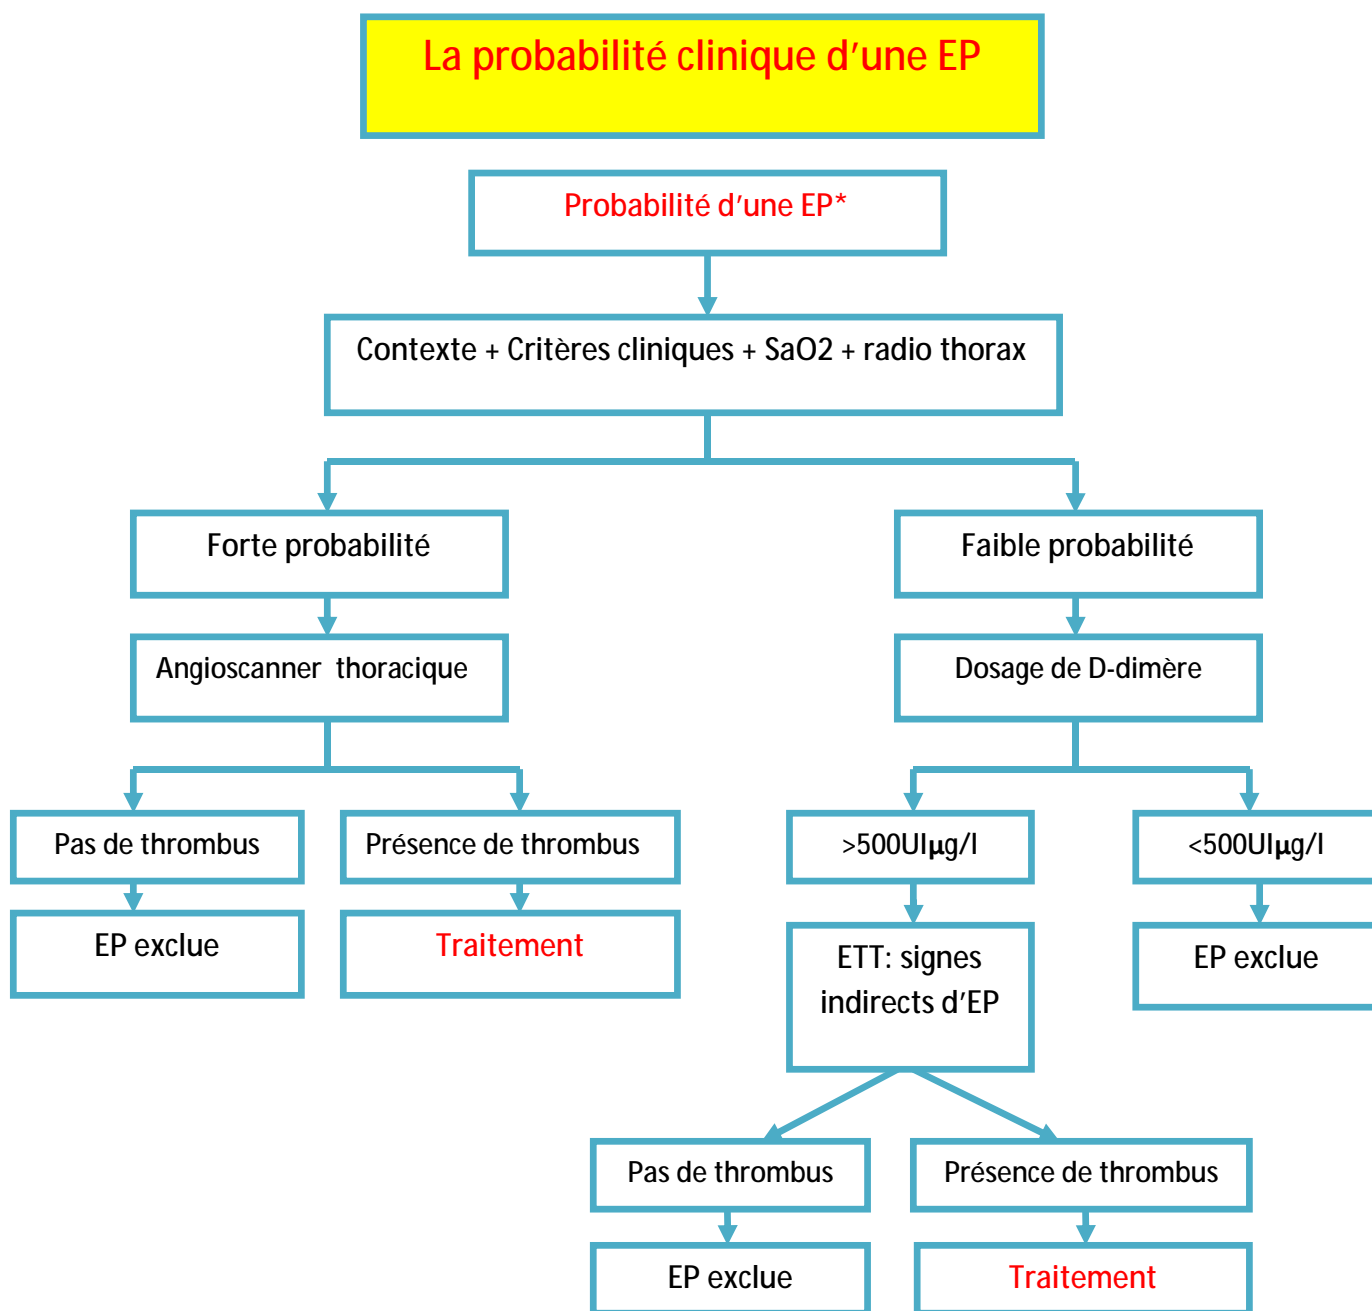 La probabilité clinique d'une EP
Probabilité d'une EP*
Contexte + Critères cliniques + SaO2 + radio thorax
Forte probabilité
Faible probabilité
Angioscanner thoracique
Dosage de D-dimère
Pas de thrombus
Présence de thrombus
>500UIµg/l
<500UIµg/l
EP exclue
Traitement
ETT: signes
indirects d'EP
EP exclue
Pas de thrombus
Présence de thrombus
EP exclue
Traitement